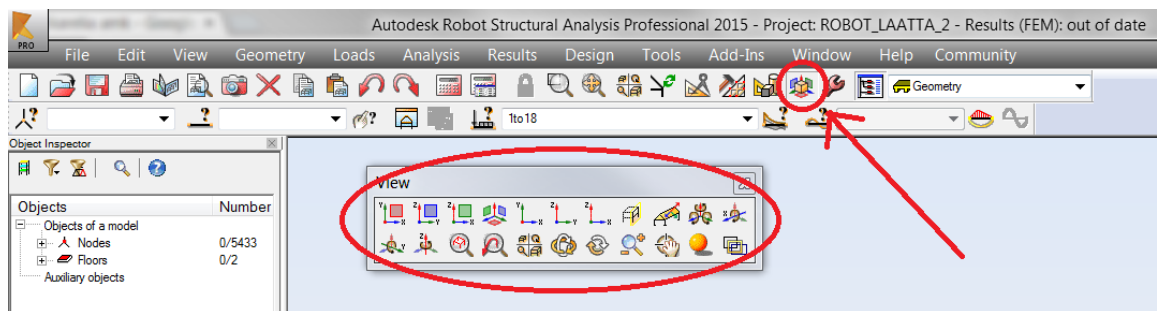 Autodesk Robot Structural Analysis Professional 2015 - Project: ROBOT_LAATTA_2 - Results (FEM): out of date
PRO
File Edit View Geometry Loads Analysis Results Design Tools Add-Ins Window Help Community
Geometry
1to18
Object Inspector
View
Objects Number
Objects of a model
Nodes 0/5433
Floors 0/2
Auxiliary objects